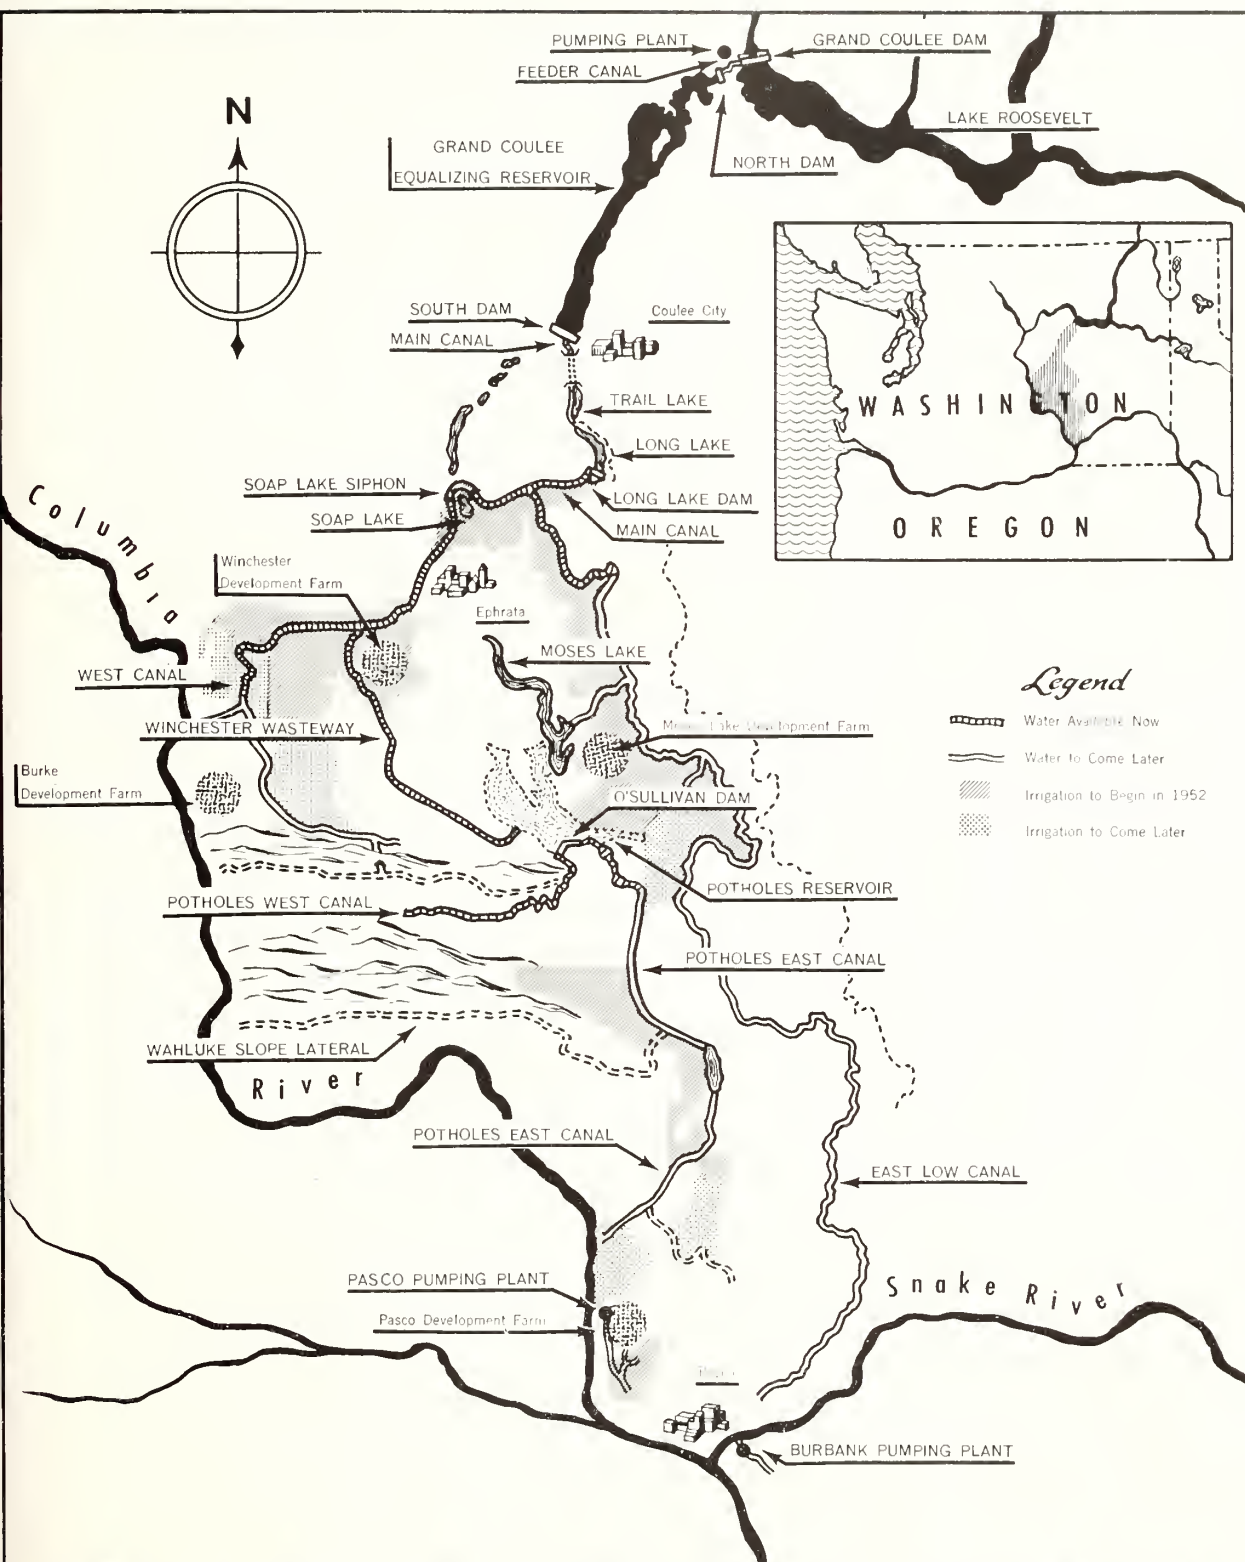 PUMPING PLANT
GRAND COULEE DAM
FEEDER CANAL
LAKE ROOSEVELT
N
GRAND COULEE
EQUALIZING RESERVOIR
NORTH DAM
SOUTH DAM
Coulee City
MAIN CANAL
TRAIL LAKE
WASHINGTON
LONG LAKE
SOAP LAKE SIPHON
LONG LAKE DAM
SOAP LAKE
MAIN CANAL
OREGON
Columbia
Winchester
Development Farm
Ephrata
MOSES LAKE
WEST CANAL
Legend
Water Available Now
WINCHESTER WASTEWAY
Moses Lake Development Farm
Water to Come Later
Burke
Development Farm
O'SULLIVAN DAM
Irrigation to Begin in 1952
Irrigation to Come Later
POTHOLES RESERVOIR
POTHOLES WEST CANAL
POTHOLES EAST CANAL
WAHLUKE SLOPE LATERAL
River
POTHOLES EAST CANAL
EAST LOW CANAL
PASCO PUMPING PLANT
Snake River
Pasco Development Farm
Pasco
BURBANK PUMPING PLANT